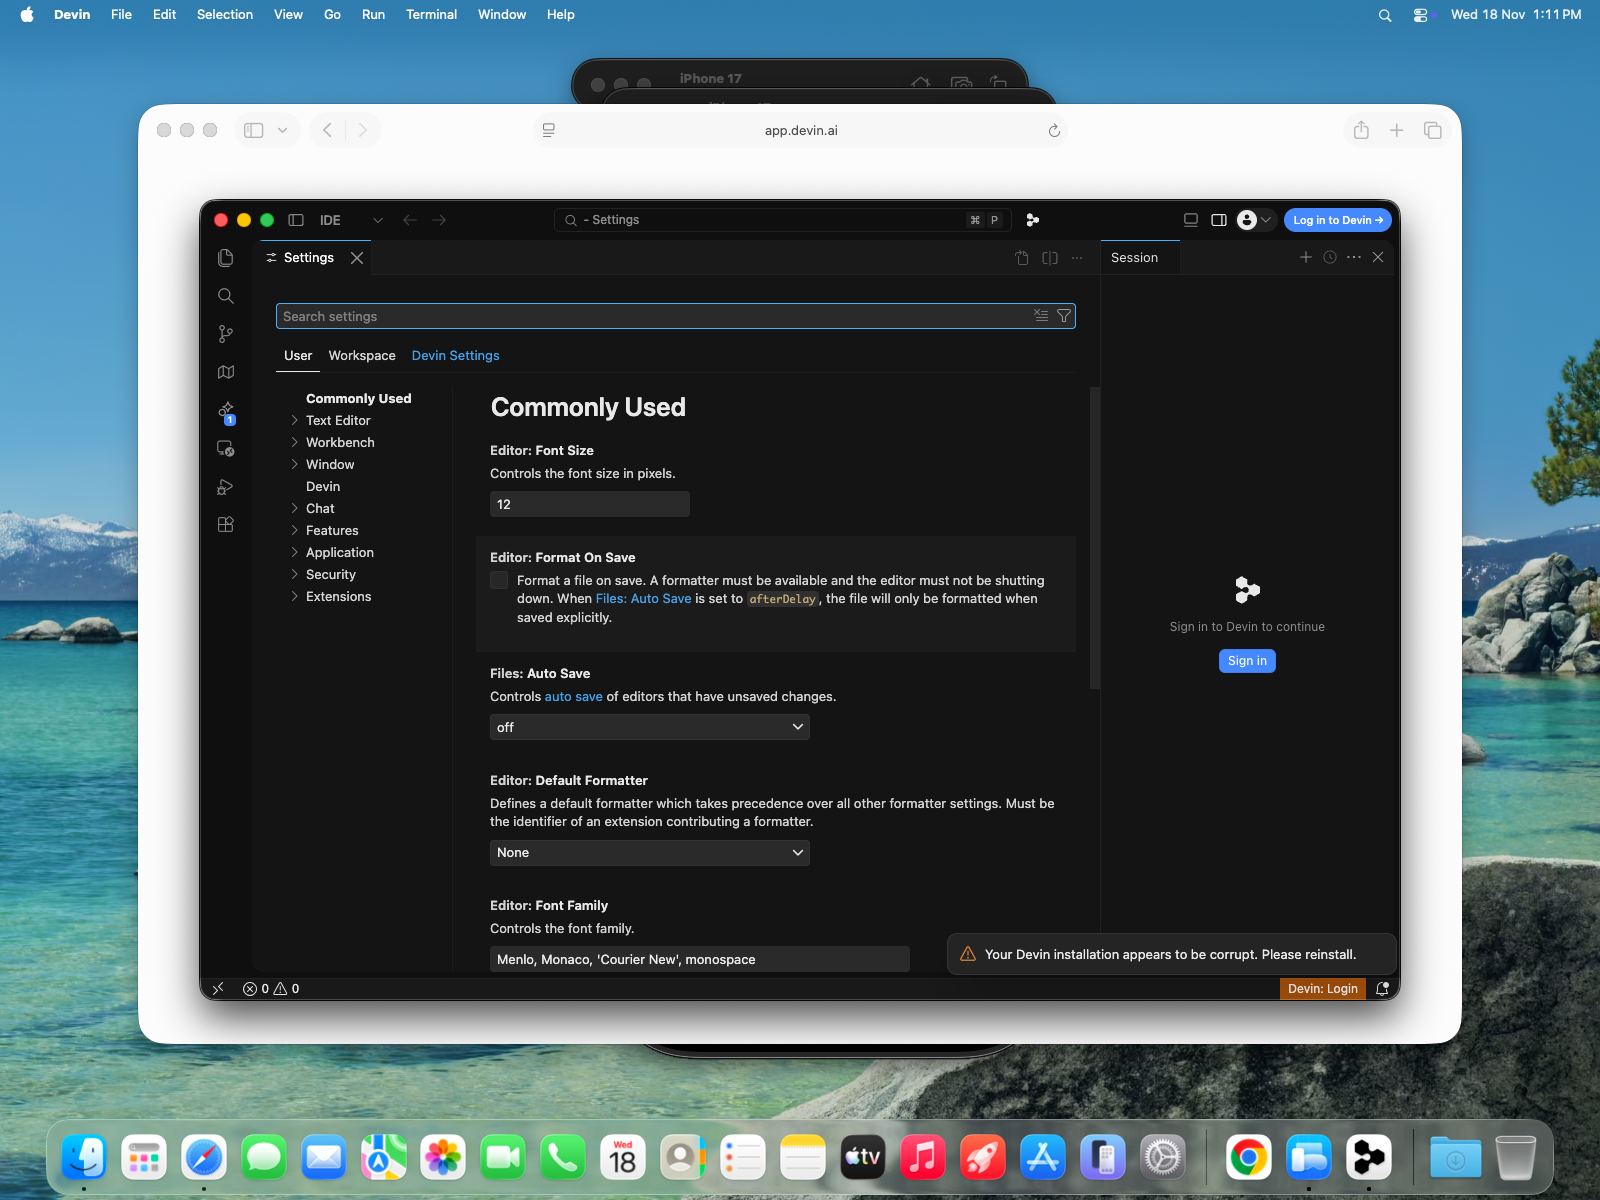 Devin File Edit Selection View Go Run Terminal Window Help
Wed 18 Nov 1:11 PM
iPhone 17
app.devin.ai
IDE
- Settings
⌘ P
Log in to Devin →
Settings
Session
Search settings
User Workspace Devin Settings
Commonly Used
Text Editor
Workbench
Window
Devin
Chat
Features
Application
Security
Extensions
1
Commonly Used
Editor: Font Size
Controls the font size in pixels.
12
Editor: Format On Save
Format a file on save. A formatter must be available and the editor must not be shutting
down. When Files: Auto Save is set to afterDelay, the file will only be formatted when
saved explicitly.
Files: Auto Save
Controls auto save of editors that have unsaved changes.
off
Editor: Default Formatter
Defines a default formatter which takes precedence over all other formatter settings. Must be
the identifier of an extension contributing a formatter.
None
Editor: Font Family
Controls the font family.
Menlo, Monaco, 'Courier New', monospace
Sign in to Devin to continue
Sign in
Your Devin installation appears to be corrupt. Please reinstall.
0 0
Devin: Login
Wed
18
tv